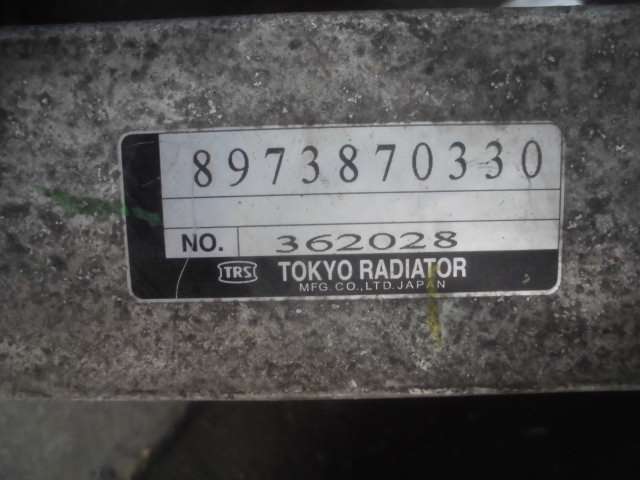 8973870330
NO. 362028
TRS TOKYO RADIATOR
MFG.CO.,LTD.JAPAN